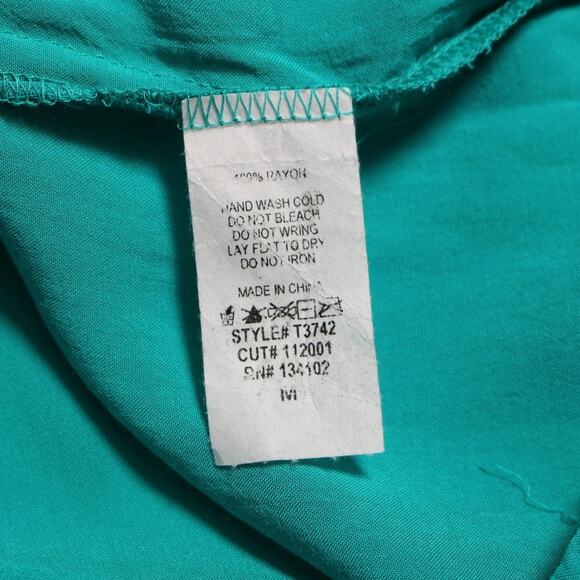 100% RAYON
HAND WASH COLD
DO NOT BLEACH
DO NOT WRING
LAY FLAT TO DRY
DO NOT IRON
MADE IN CHINA
STYLE# T3742
CUT# 112001
RN# 134102
M